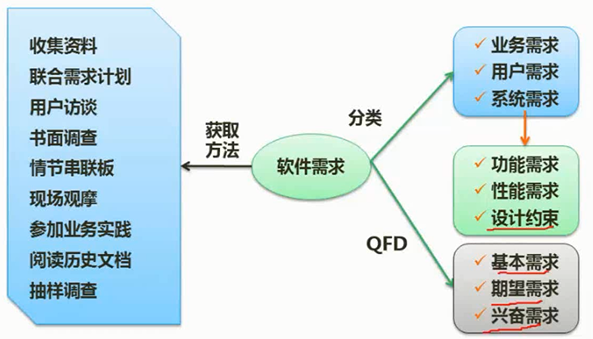 收集资料
联合需求计划
用户访谈
书面调查
情节串联板
现场观摩
参加业务实践
阅读历史文档
抽样调查
获取
方法
软件需求
分类
QFD
业务需求
用户需求
系统需求
功能需求
性能需求
设计约束
基本需求
期望需求
兴奋需求